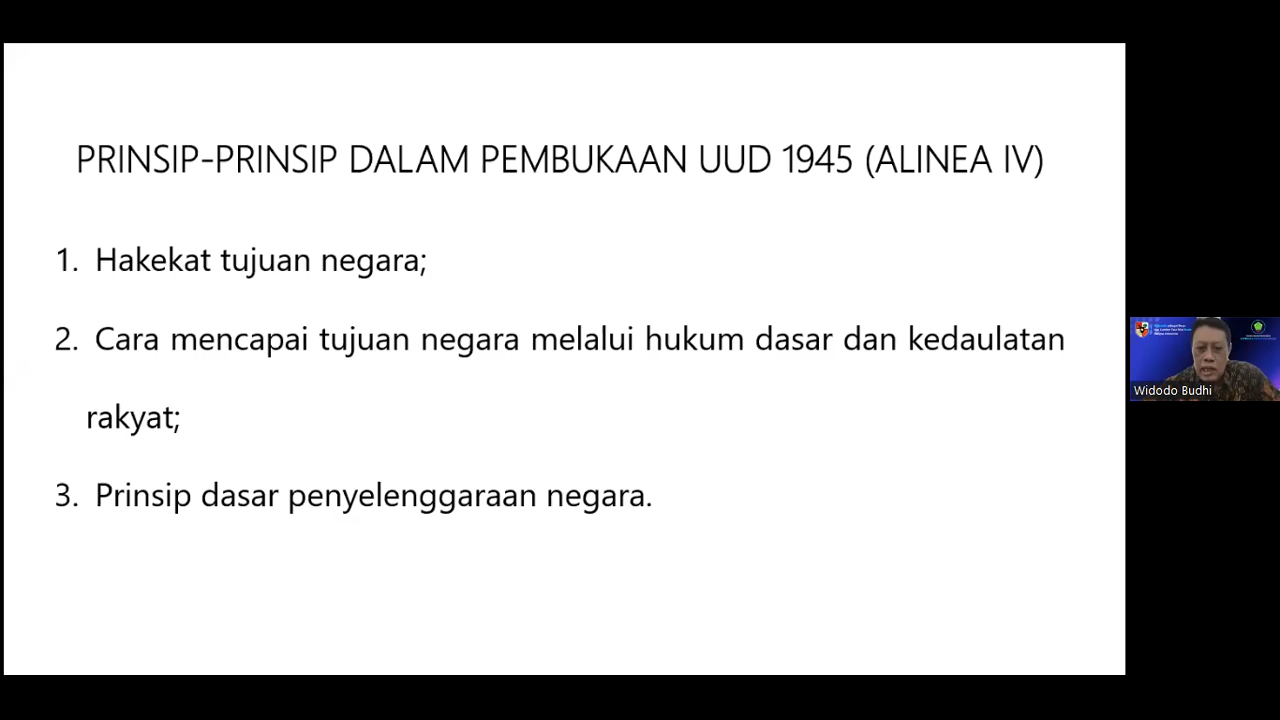 PRINSIP-PRINSIP DALAM PEMBUKAAN UUD 1945 (ALINEA IV)
1. Hakekat tujuan negara;
2. Cara mencapai tujuan negara melalui hukum dasar dan kedaulatan
rakyat;
3. Prinsip dasar penyelenggaraan negara.
Widodo Budhi